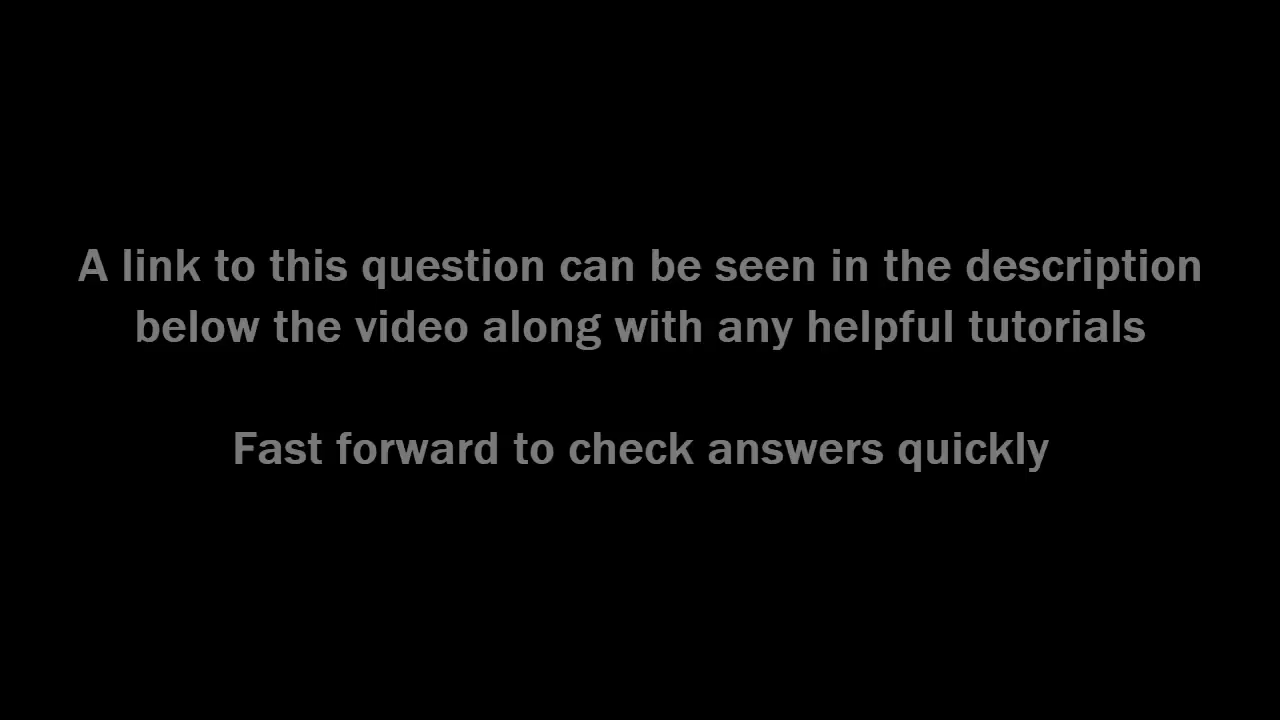 A link to this question can be seen in the description
below the video along with any helpful tutorials
Fast forward to check answers quickly